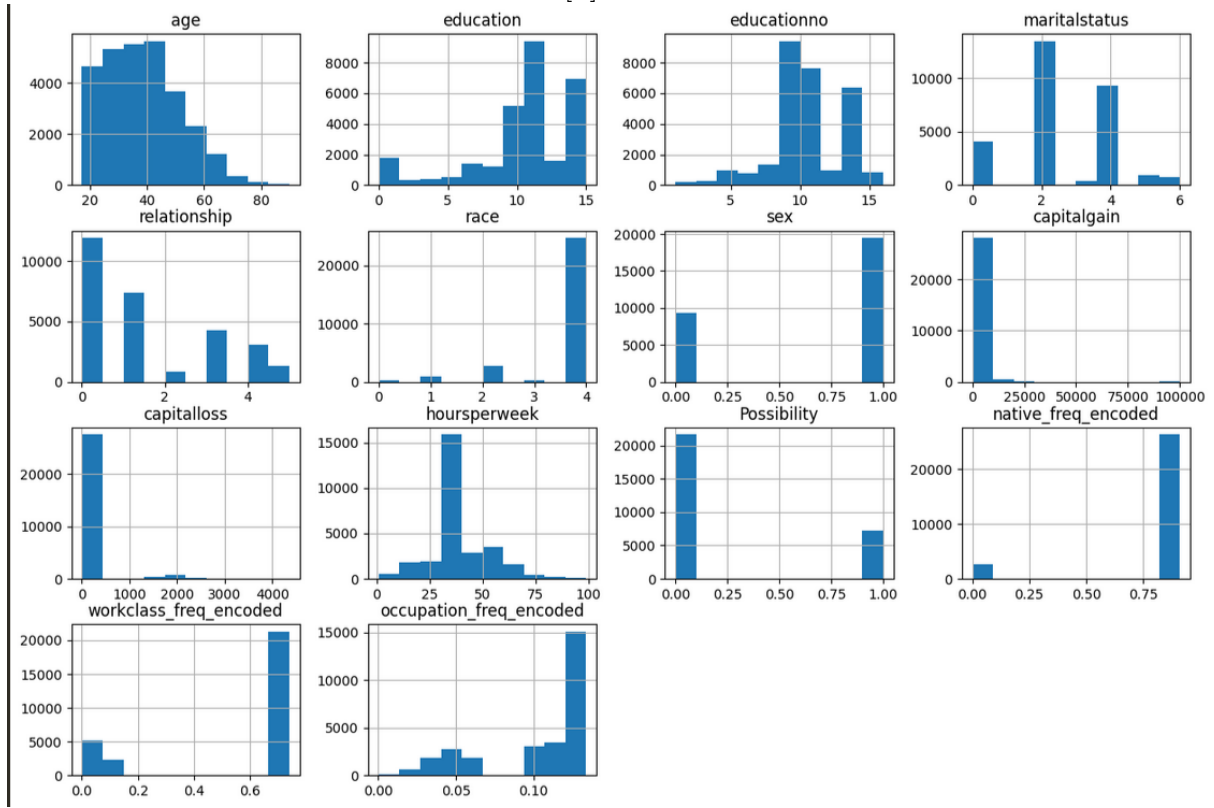 age education educationno maritalstatus
4000 2000 0
8000 6000 4000 2000 0
8000 6000 4000 2000 0
10000 5000 0
20 40 60 80
0 5 10 15
5 10 15
0 2 4 6
relationship race sex capitalgain
10000 5000 0
20000 10000 0
20000 15000 10000 5000 0
20000 10000 0
0 2 4
0 1 2 3 4
0.00 0.25 0.50 0.75 1.00
0 25000 50000 75000 100000
capitalloss hoursperweek Possibility native_freq_encoded
20000 10000 0
15000 10000 5000 0
20000 15000 10000 5000 0
20000 10000 0
0 1000 2000 3000 4000
0 25 50 75 100
0.00 0.25 0.50 0.75 1.00
0.00 0.25 0.50 0.75
workclass_freq_encoded occupation_freq_encoded
20000 15000 10000 5000 0
15000 10000 5000 0
0.0 0.2 0.4 0.6
0.00 0.05 0.10